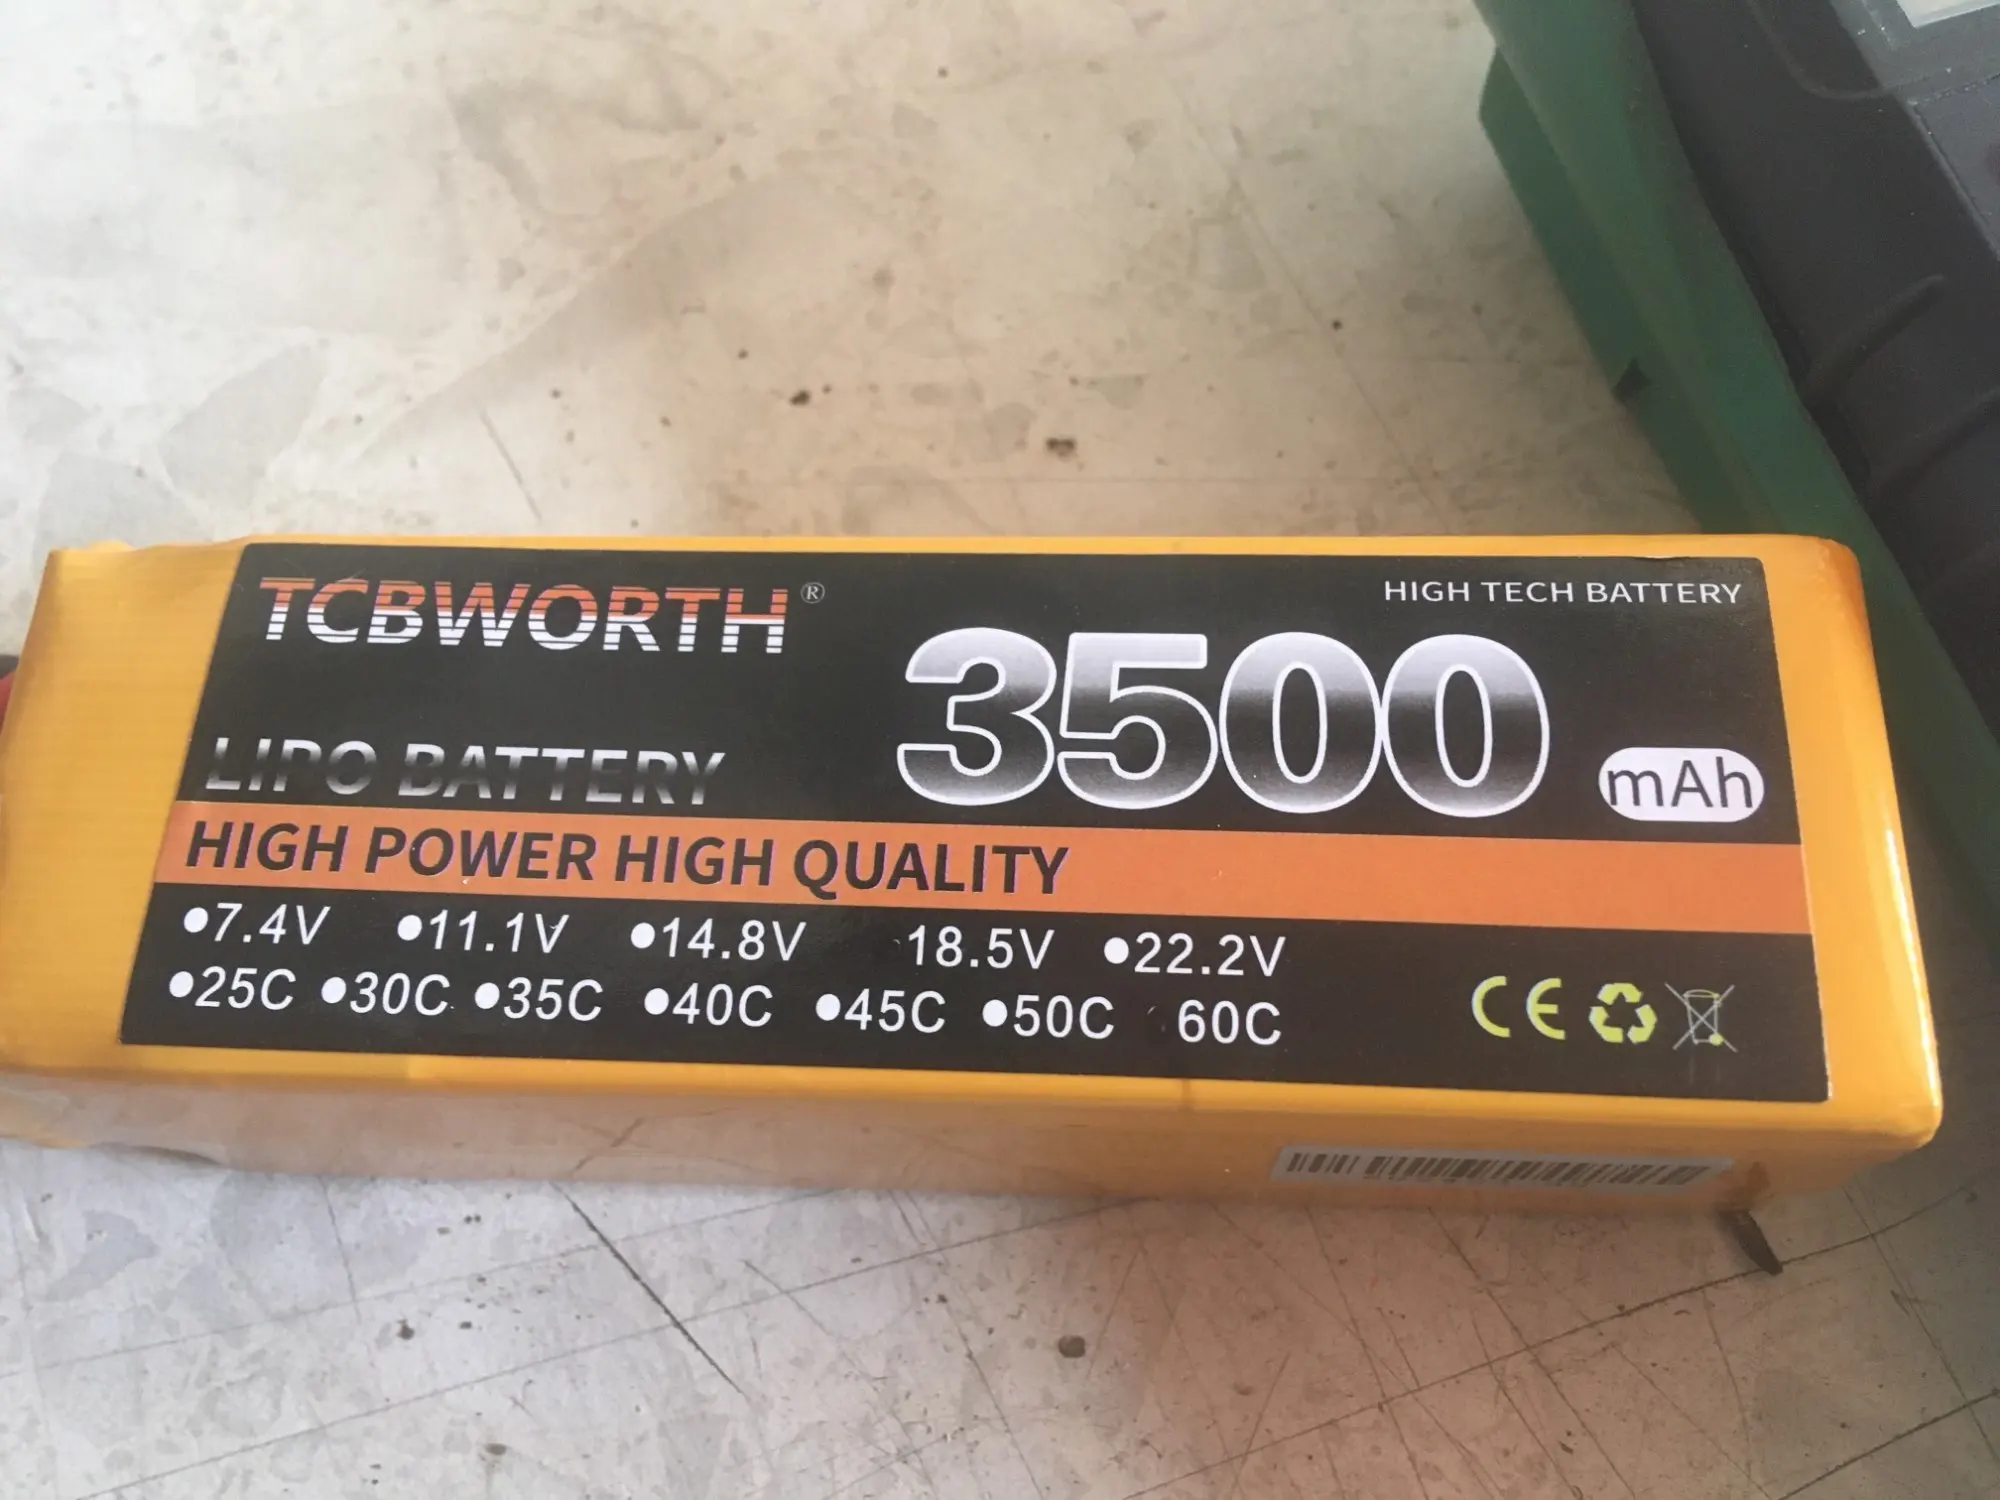 TCBWORTH®
HIGH TECH BATTERY
3500 mAh
LIPO BATTERY
HIGH POWER HIGH QUALITY
•7.4V •11.1V •14.8V 18.5V •22.2V
•25C •30C •35C •40C •45C •50C 60C
CE